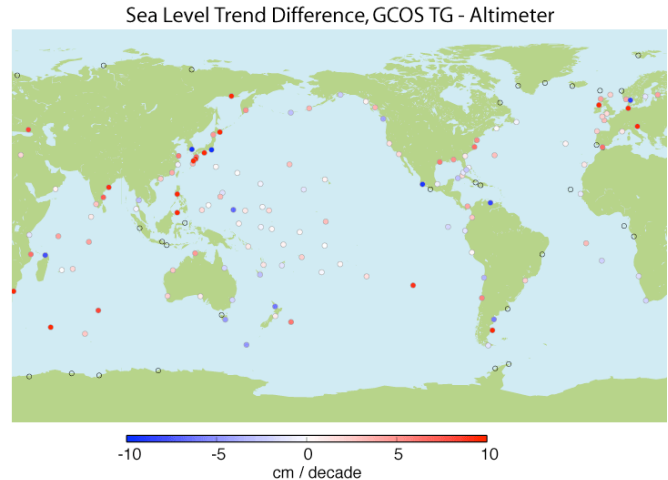 Sea Level Trend Difference, GCOS TG - Altimeter
-10 -5 0 5 10
cm / decade